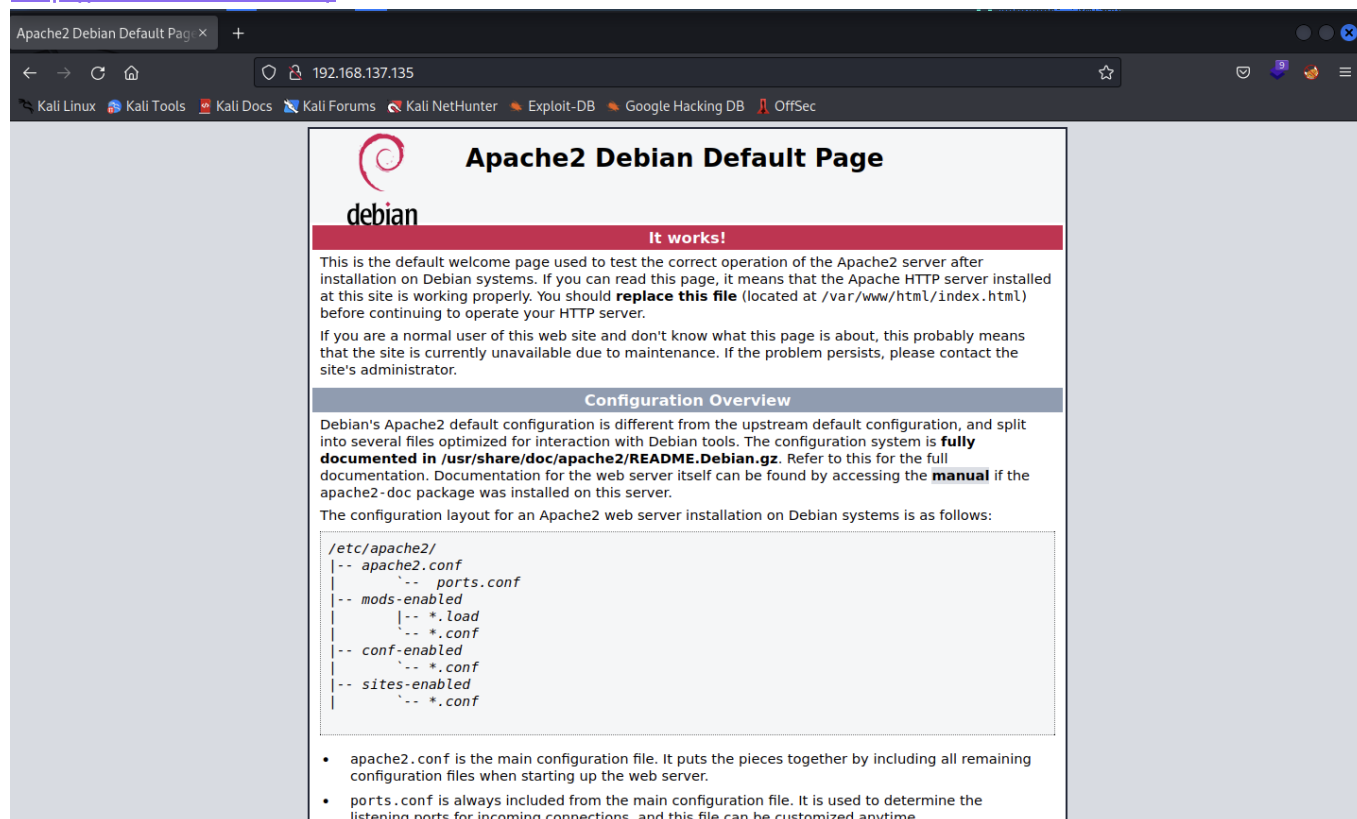 Apache2 Debian Default Page
192.168.137.135
Kali Linux Kali Tools Kali Docs Kali Forums Kali NetHunter Exploit-DB Google Hacking DB OffSec
debian
Apache2 Debian Default Page
It works!
This is the default welcome page used to test the correct operation of the Apache2 server after
installation on Debian systems. If you can read this page, it means that the Apache HTTP server installed
at this site is working properly. You should replace this file (located at /var/www/html/index.html)
before continuing to operate your HTTP server.
If you are a normal user of this web site and don't know what this page is about, this probably means
that the site is currently unavailable due to maintenance. If the problem persists, please contact the
site's administrator.
Configuration Overview
Debian's Apache2 default configuration is different from the upstream default configuration, and split
into several files optimized for interaction with Debian tools. The configuration system is fully
documented in /usr/share/doc/apache2/README.Debian.gz. Refer to this for the full
documentation. Documentation for the web server itself can be found by accessing the manual if the
apache2-doc package was installed on this server.
The configuration layout for an Apache2 web server installation on Debian systems is as follows:
/etc/apache2/
|-- apache2.conf
|       `--  ports.conf
|-- mods-enabled
|       |-- *.load
|       `-- *.conf
|-- conf-enabled
|       `-- *.conf
|-- sites-enabled
|       `-- *.conf
• apache2.conf is the main configuration file. It puts the pieces together by including all remaining
configuration files when starting up the web server.
• ports.conf is always included from the main configuration file. It is used to determine the
listening ports for incoming connections, and this file can be customized anytime.
9